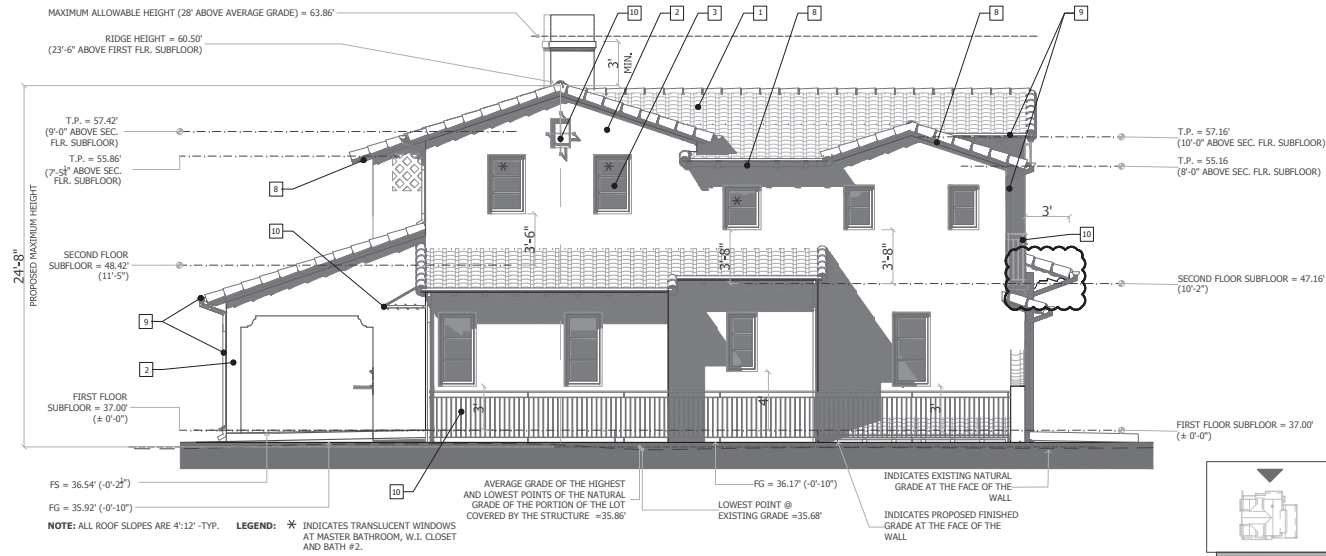 MAXIMUM ALLOWABLE HEIGHT (28' ABOVE AVERAGE GRADE) = 63.86'
RIDGE HEIGHT = 60.50'
(23'-6" ABOVE FIRST FLR. SUBFLOOR)
10
2
3
1
8
8
9
3'
MIN.
T.P. = 57.42'
(9'-0" ABOVE SEC.
FLR. SUBFLOOR)
T.P. = 55.86'
ABOVE SEC.
FLR. SUBFLOOR)
T.P. = 57.16'
(10'-0" ABOVE SEC. FLR. SUBFLOOR)
T.P. = 55.16
(8'-0" ABOVE SEC. FLR. SUBFLOOR)
8
10
3'
10
24'-8"
PROPOSED MAXIMUM HEIGHT
SECOND FLOOR
SUBFLOOR = 48.42'
(11'-5")
3'-6"
3'-8"
3'-8"
SECOND FLOOR SUBFLOOR = 47.16'
(10'-2")
10
9
2
FIRST FLOOR
SUBFLOOR = 37.00'
(± 0'-0")
3'
4'
3'
10
FIRST FLOOR SUBFLOOR = 37.00'
(± 0'-0")
FS = 36.54'
FG = 35.92' (-0'-10")
10
AVERAGE GRADE OF THE HIGHEST
AND LOWEST POINTS OF THE NATURAL
GRADE OF THE PORTION OF THE LOT
COVERED BY THE STRUCTURE =35.86'
FG = 36.17' (-0'-10")
LOWEST POINT @
EXISTING GRADE =35.68'
INDICATES EXISTING NATURAL
GRADE AT THE FACE OF THE
WALL
INDICATES PROPOSED FINISHED
GRADE AT THE FACE OF THE
WALL
NOTE: ALL ROOF SLOPES ARE 4':12' -TYP.
LEGEND: * INDICATES TRANSLUCENT WINDOWS
AT MASTER BATHROOM, W.I. CLOSET
AND BATH #2.